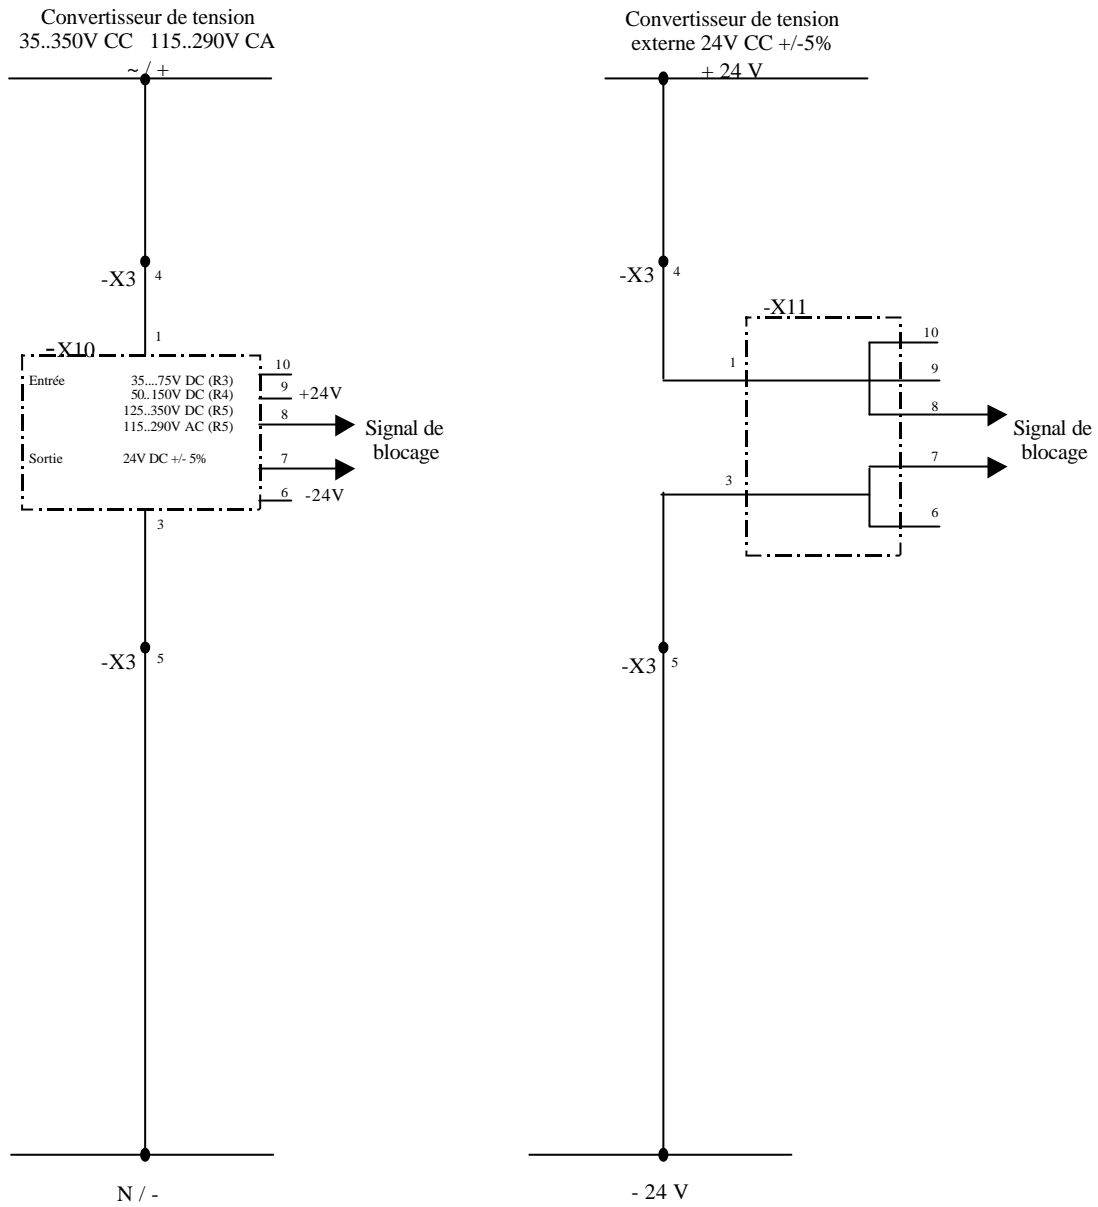 Convertisseur de tension
35..350V CC 115..290V CA
~ / +
-X3
4
1
-X10
Entrée
35....75V DC (R3)
50..150V DC (R4)
125..350V DC (R5)
115..290V AC (R5)
Sortie
24V DC +/- 5%
10
9
+24V
8
Signal de
blocage
7
6
-24V
3
-X3
5
N / -
Convertisseur de tension
externe 24V CC +/-5%
+ 24 V
-X3
4
-X11
1
10
9
8
Signal de
blocage
7
3
6
-X3
5
- 24 V